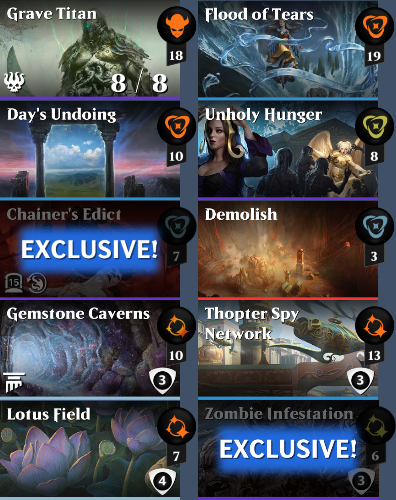 Grave Titan
18
8 / 8
Flood of Tears
19
Day's Undoing
10
Unholy Hunger
8
Chainer's Edict
EXCLUSIVE!
7
15
Demolish
3
Gemstone Caverns
10
3
Thopter Spy
Network
13
3
Lotus Field
7
4
Zombie Infestation
EXCLUSIVE!
6
3